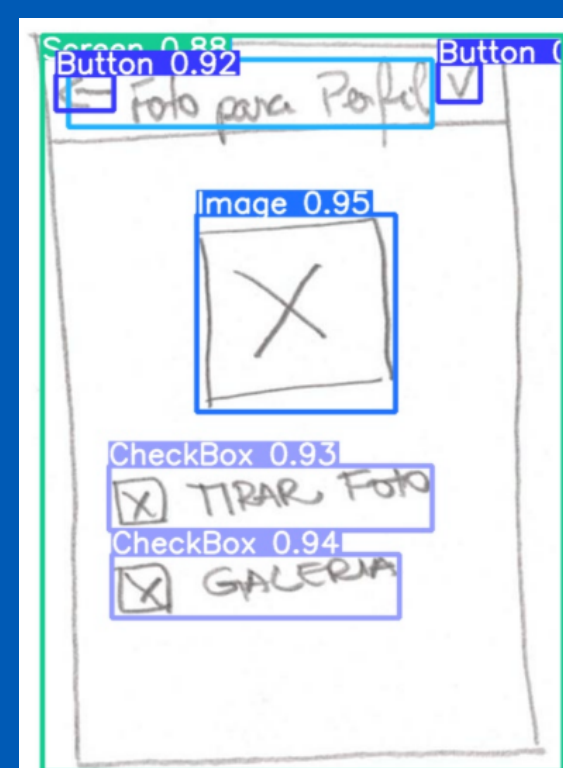 Screen 0.88
Button 0.92
Button
Foto para Perfil
Image 0.95
CheckBox 0.93
TIRAR FOTO
CheckBox 0.94
GALERIA